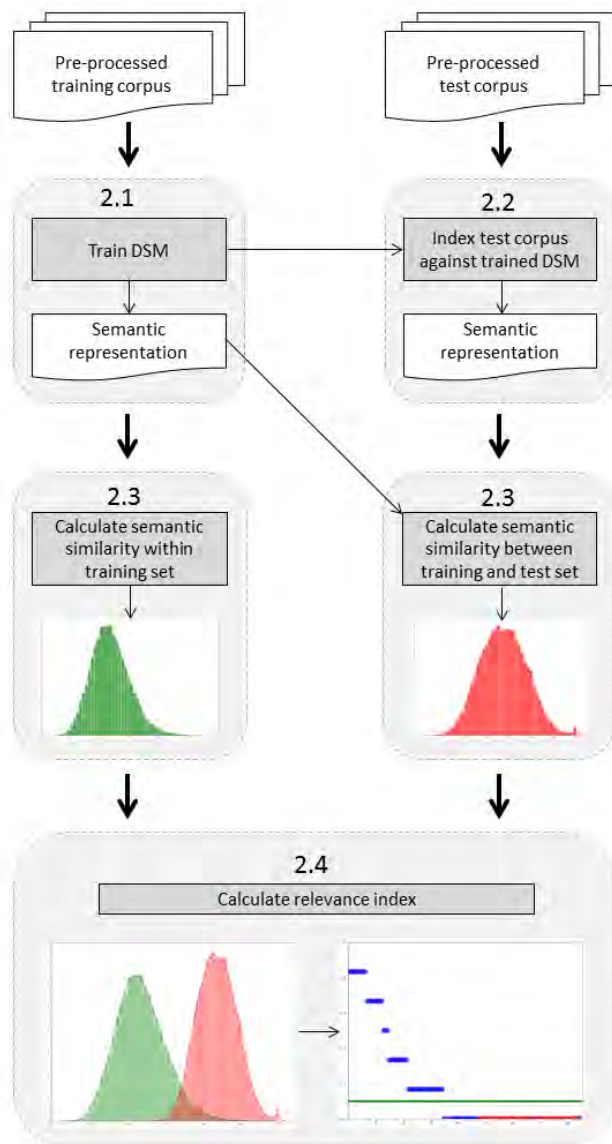 Pre-processed
training corpus
Pre-processed
test corpus
2.1
Train DSM
Semantic
representation
2.2
Index test corpus
against trained DSM
Semantic
representation
2.3
Calculate semantic
similarity within
training set
2.3
Calculate semantic
similarity between
training and test set
2.4
Calculate relevance index